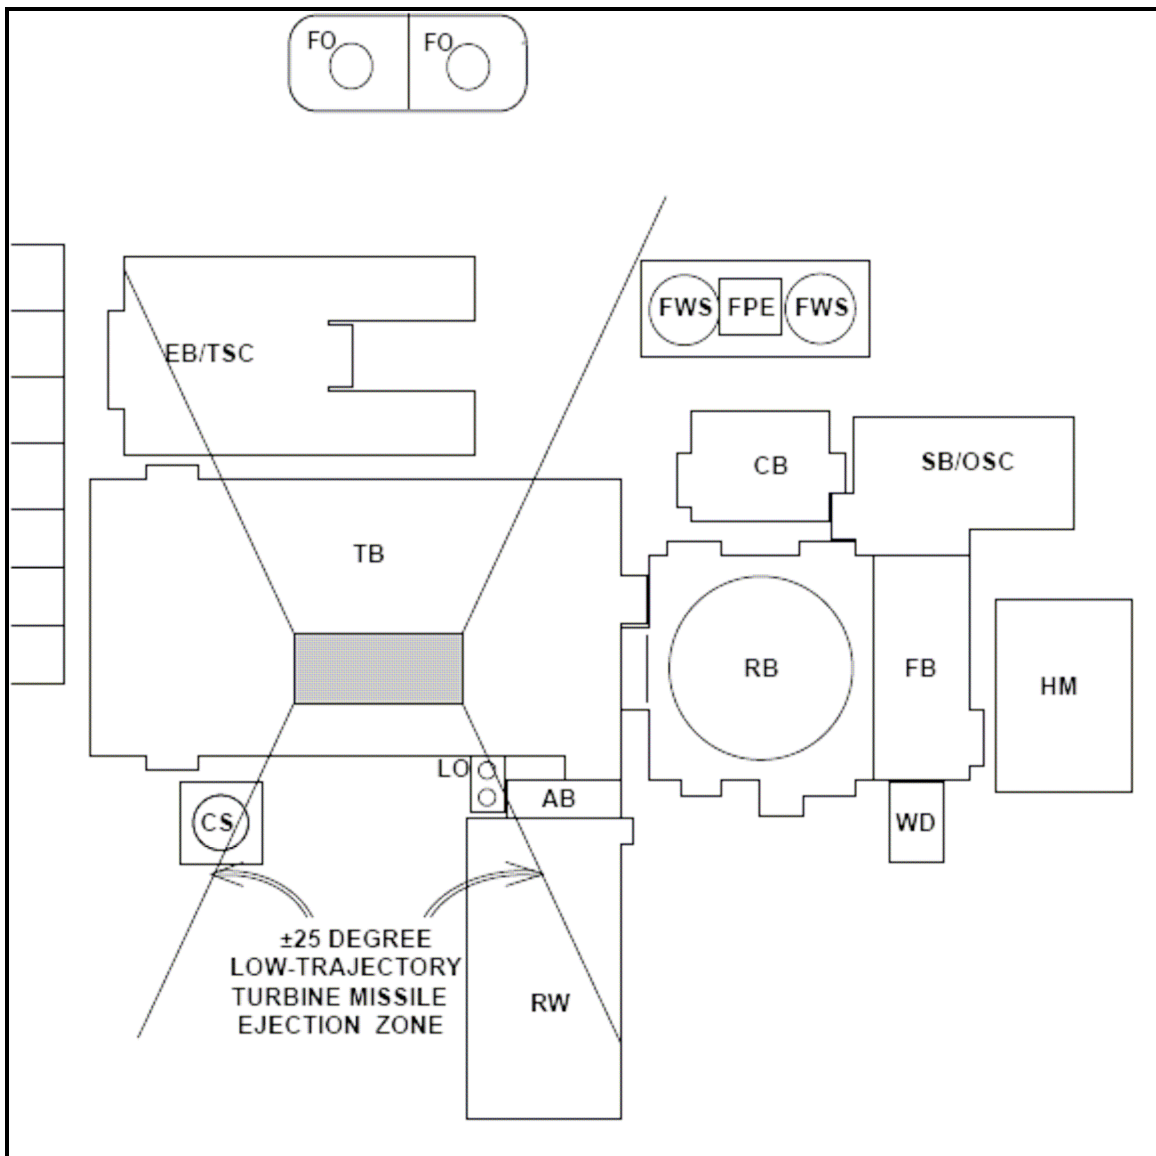 FO
FO
FWS
FPE
FWS
EB/TSC
CB
SB/OSC
TB
RB
FB
HM
LO
AB
CS
WD
±25 DEGREE
LOW-TRAJECTORY
TURBINE MISSILE
EJECTION ZONE
RW